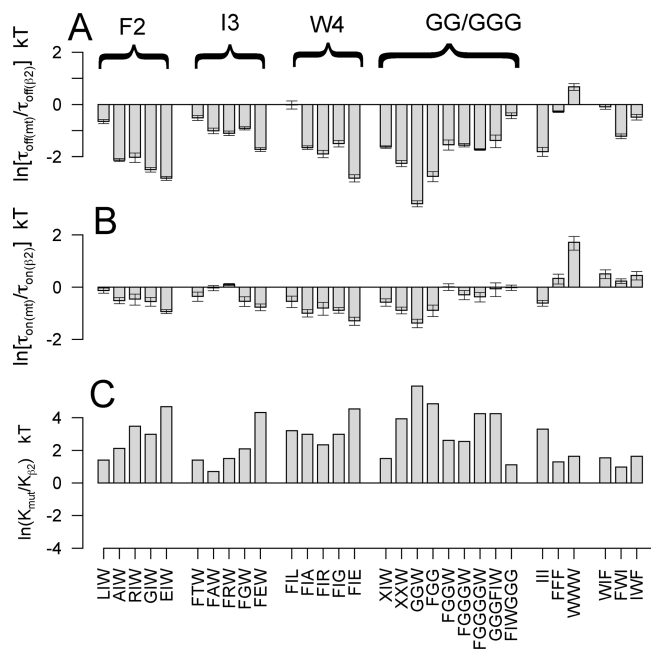 A F2 I3 W4 GG/GGG
ln[τoff(mt)/τoff(β2)] kT
2
0
-2
B
ln[τon(mt)/τon(β2)] kT
2
0
-2
C
ln(Kmut/Kβ2) kT
4
2
0
-2
-4
LIW
AIW
RIW
GIW
EIW
FTW
FAW
FRW
FGW
FEW
FIL
FIA
FIR
FIG
FIE
XIW
XXW
GGW
FGG
FGGW
FGGGW
FGGGGW
GGGFIW
FIWGGG
III
FFF
WWW
WIF
FWI
IWF